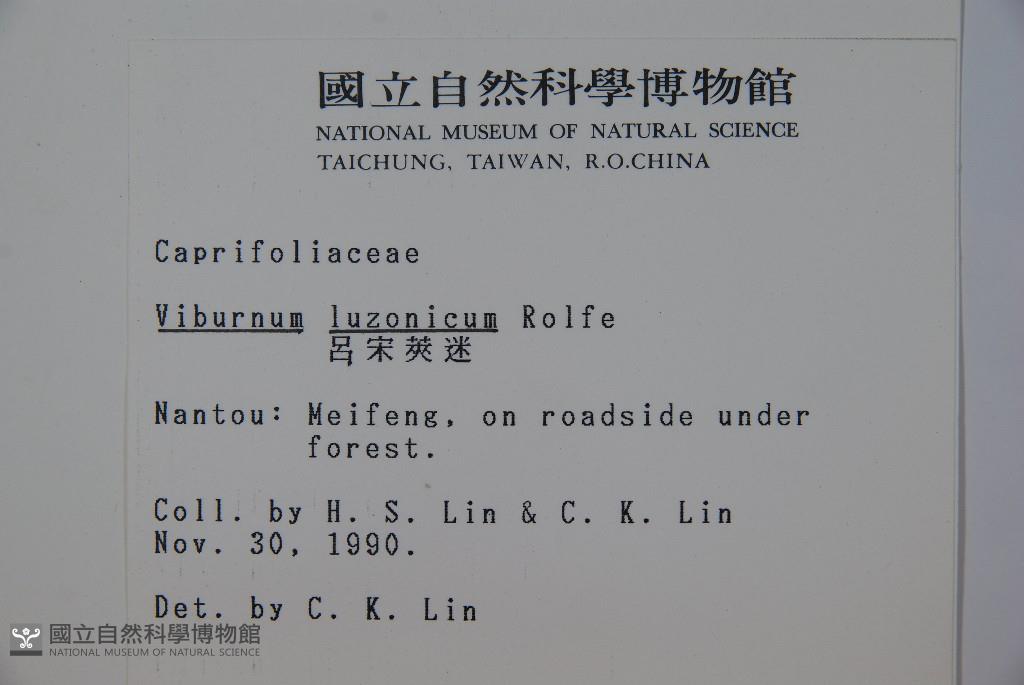 國立自然科學博物館
NATIONAL MUSEUM OF NATURAL SCIENCE
TAICHUNG, TAIWAN, R.O.CHINA
Caprifoliaceae
Viburnum luzonicum Rolfe
呂宋莢迷
Nantou: Meifeng, on roadside under
forest.
Coll. by H. S. Lin & C. K. Lin
Nov. 30, 1990.
Det. by C. K. Lin
國立自然科學博物館
NATIONAL MUSEUM OF NATURAL SCIENCE